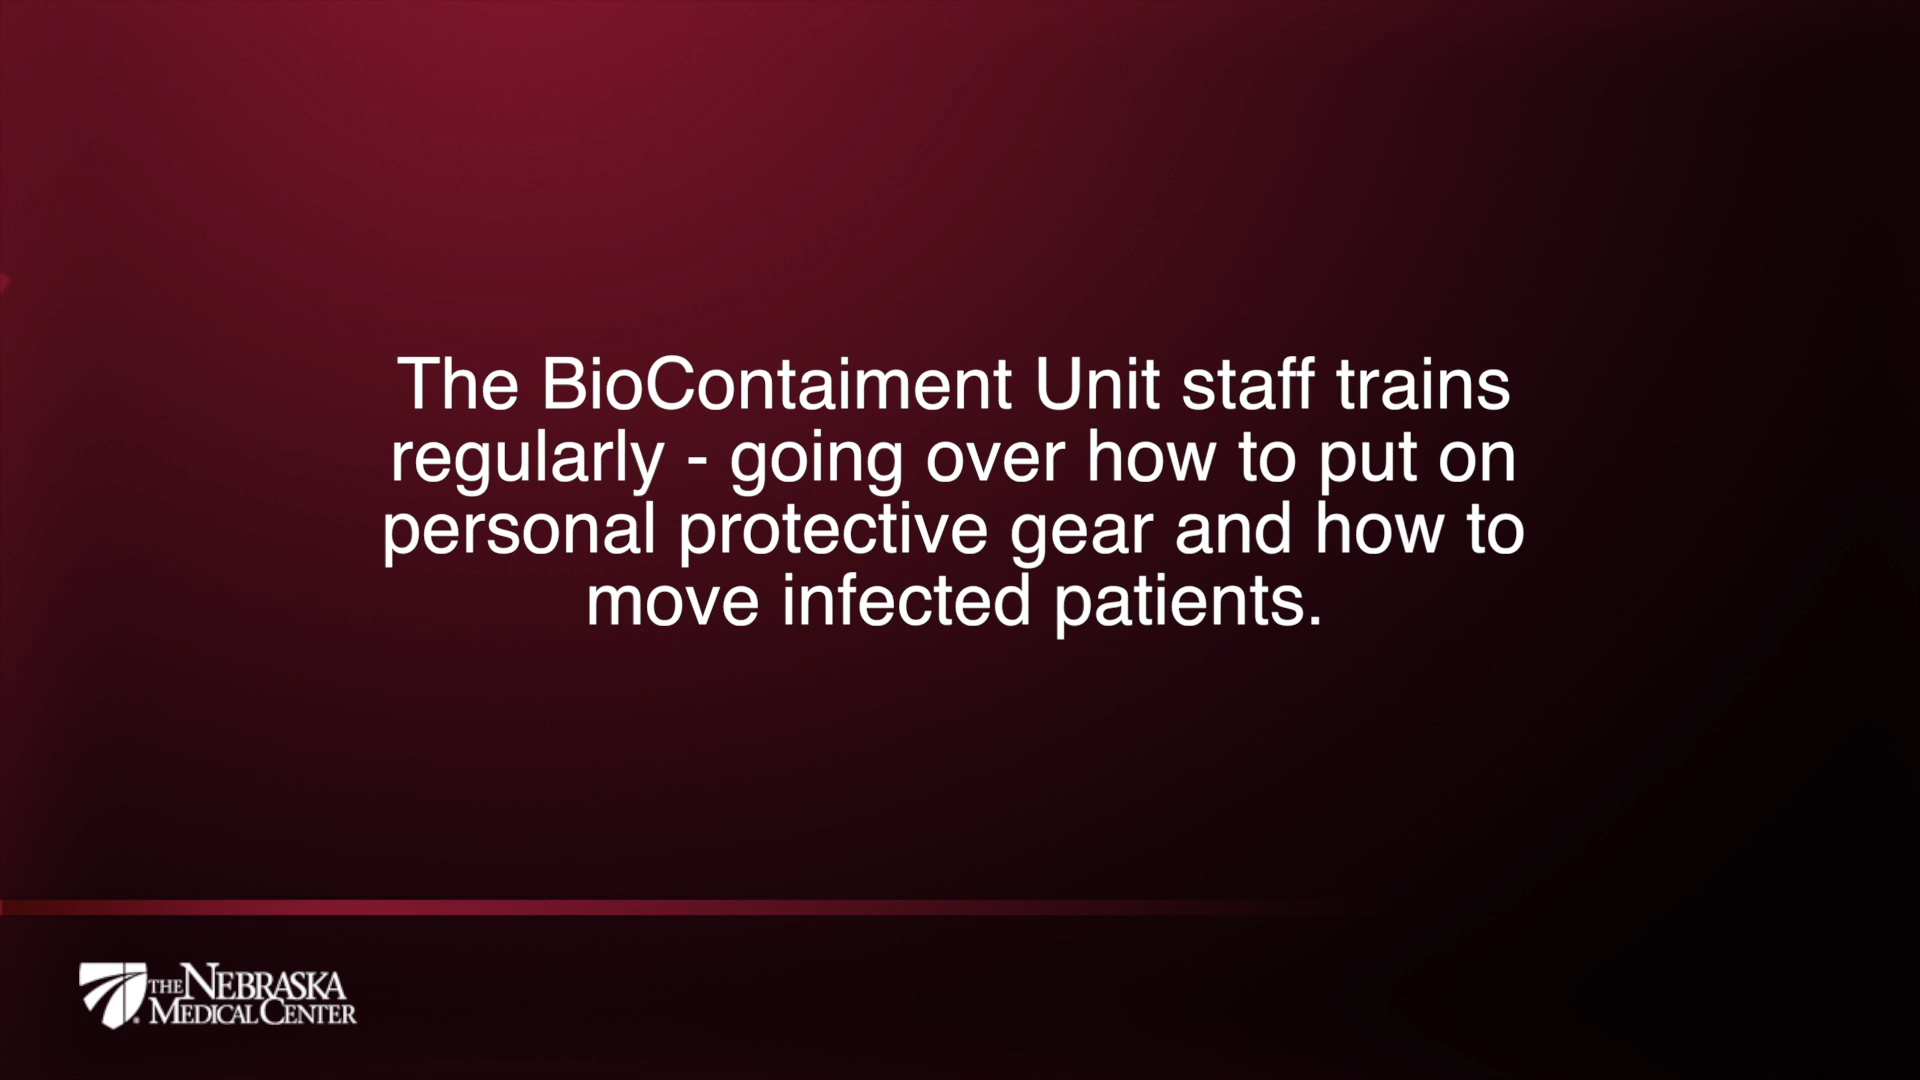 The BioContaiment Unit staff trains
regularly - going over how to put on
personal protective gear and how to
move infected patients.
THE NEBRASKA
MEDICAL CENTER